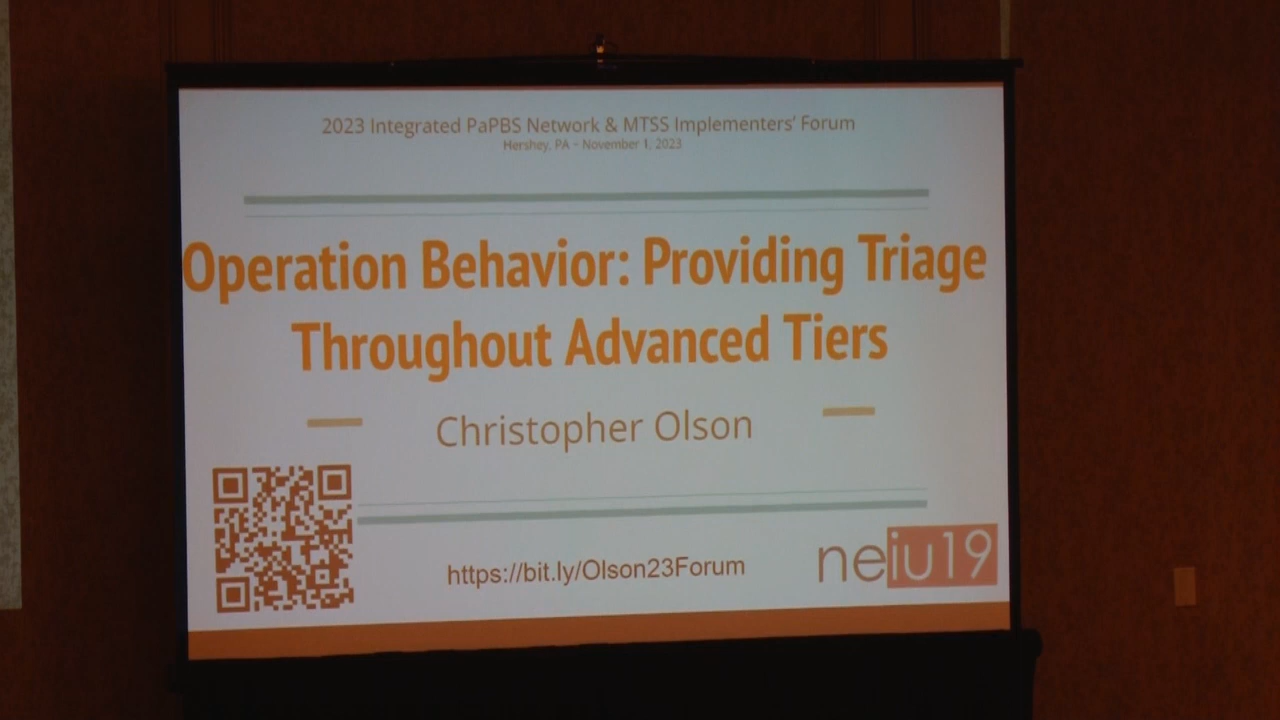 2023 Integrated PaPBS Network & MTSS Implementers' Forum
Hershey, PA - November 1, 2023
Operation Behavior: Providing Triage
Throughout Advanced Tiers
Christopher Olson
https://bit.ly/Olson23Forum
neiu19